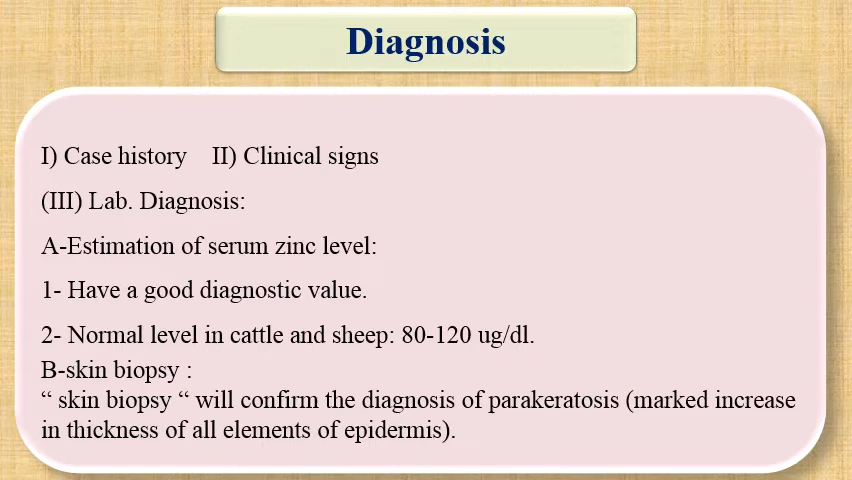 Diagnosis
I) Case history    II) Clinical signs
(III) Lab. Diagnosis:
A-Estimation of serum zinc level:
1- Have a good diagnostic value.
2- Normal level in cattle and sheep: 80-120 ug/dl.
B-skin biopsy :
“ skin biopsy “ will confirm the diagnosis of parakeratosis (marked increase
in thickness of all elements of epidermis).